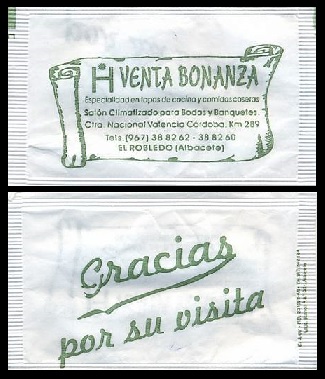 H VENTA BONANZA
Especialidad en tapas de cocina y comidas caseras
Salón Climatizado para Bodas y Banquetes
Ctra. Nacional Valencia Córdoba, Km 289
Tels. (967) 38 82 62 - 38 82 60
EL ROBLEDO (Albacete)
Gracias
por su visita